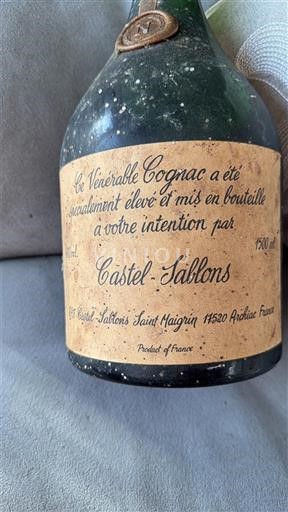 N
Ce Vénérable Cognac a été
spécialement élevé et mis en bouteille
a votre intention par
ml. 1500 ml
Castel-Sablons
Castel-Sablons Saint Maigrin 17520 Archiac France
Product of France